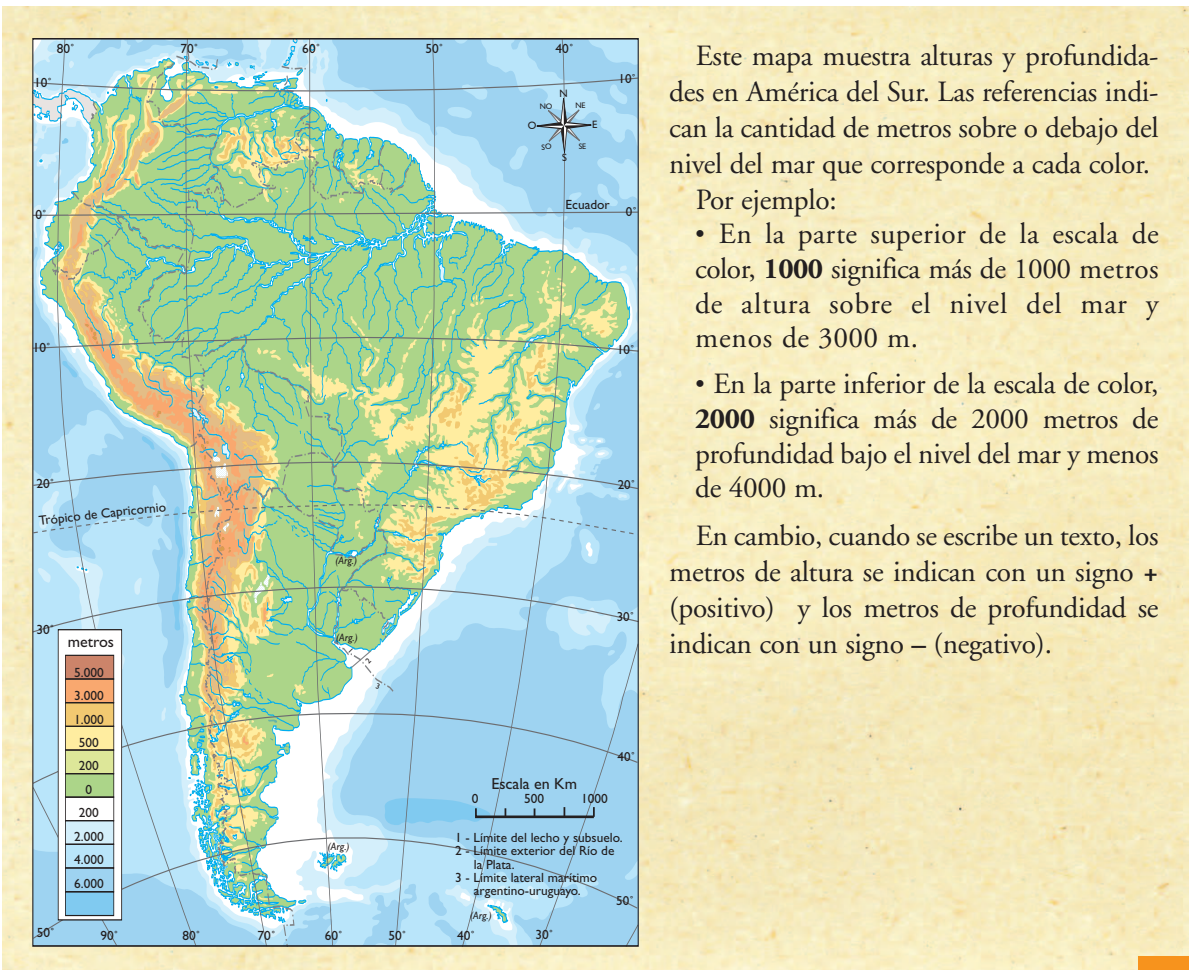 80°
70°
60°
50°
40°
10°
10°
N
NO
NE
O
E
SO
SE
S
Ecuador
0°
0°
10°
10°
20°
20°
Trópico de Capricornio
(Arg.)
30°
30°
(Arg.)
2
3
metros
5.000
3.000
1.000
500
200
0
200
2.000
4.000
6.000
40°
Escala en Km
0 500 1000
1 - Límite del lecho y subsuelo.
2 - Límite exterior del Río de
la Plata.
3 - Límite lateral marítimo
argentino-uruguayo.
(Arg.)
(Arg.)
50°
50°
90°
80°
70°
60°
50°
40°
30°
Este mapa muestra alturas y profundida-
des en América del Sur. Las referencias indi-
can la cantidad de metros sobre o debajo del
nivel del mar que corresponde a cada color.
Por ejemplo:
• En la parte superior de la escala de
color, 1000 significa más de 1000 metros
de altura sobre el nivel del mar y
menos de 3000 m.
• En la parte inferior de la escala de color,
2000 significa más de 2000 metros de
profundidad bajo el nivel del mar y menos
de 4000 m.
En cambio, cuando se escribe un texto, los
metros de altura se indican con un signo +
(positivo) y los metros de profundidad se
indican con un signo – (negativo).